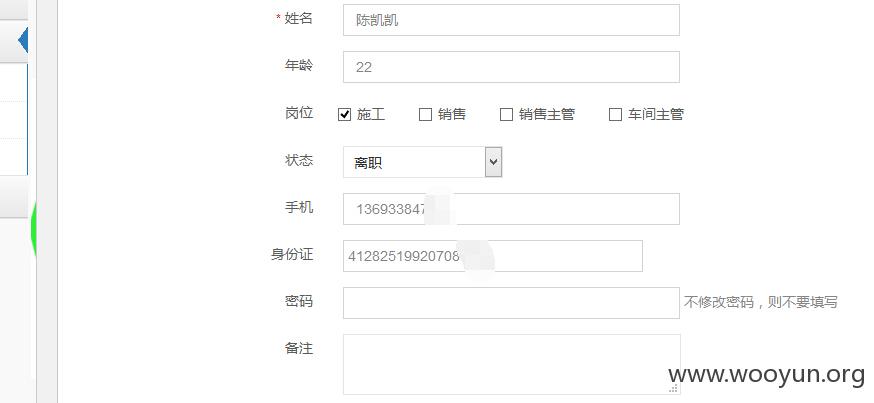 * 姓名 陈凯凯
年龄 22
岗位 施工 销售 销售主管 车间主管
状态 离职
手机 136933847
身份证 41282519920708
密码 不修改密码，则不要填写
备注
www.wooyun.org